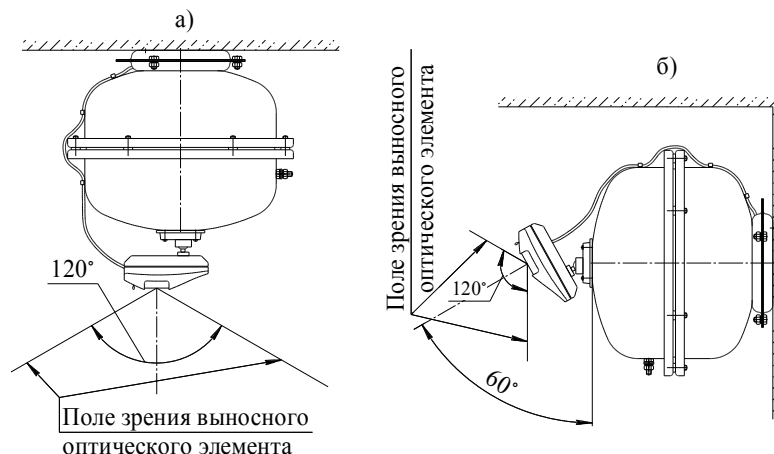 а)
120°
Поле зрения выносного
оптического элемента
б)
Поле зрения выносного
оптического элемента
120°
60°